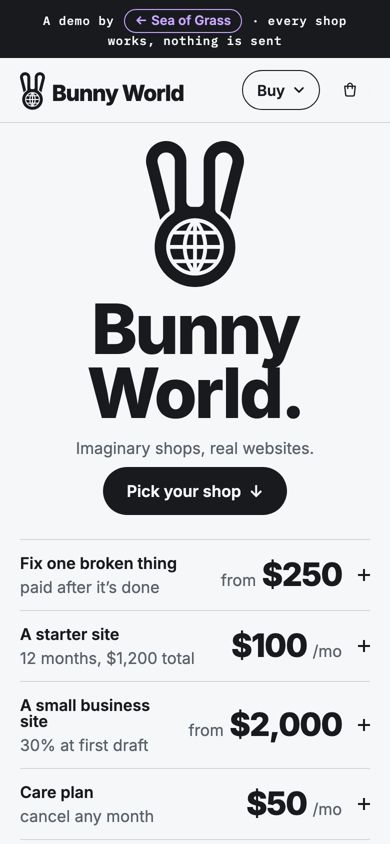 A demo by ← Sea of Grass · every shop
works, nothing is sent
Bunny World
Buy
Bunny
World.
Imaginary shops, real websites.
Pick your shop ↓
Fix one broken thing
paid after it’s done
from $250 +
A starter site
12 months, $1,200 total
$100 /mo +
A small business
site
30% at first draft
from $2,000 +
Care plan
cancel any month
$50 /mo +